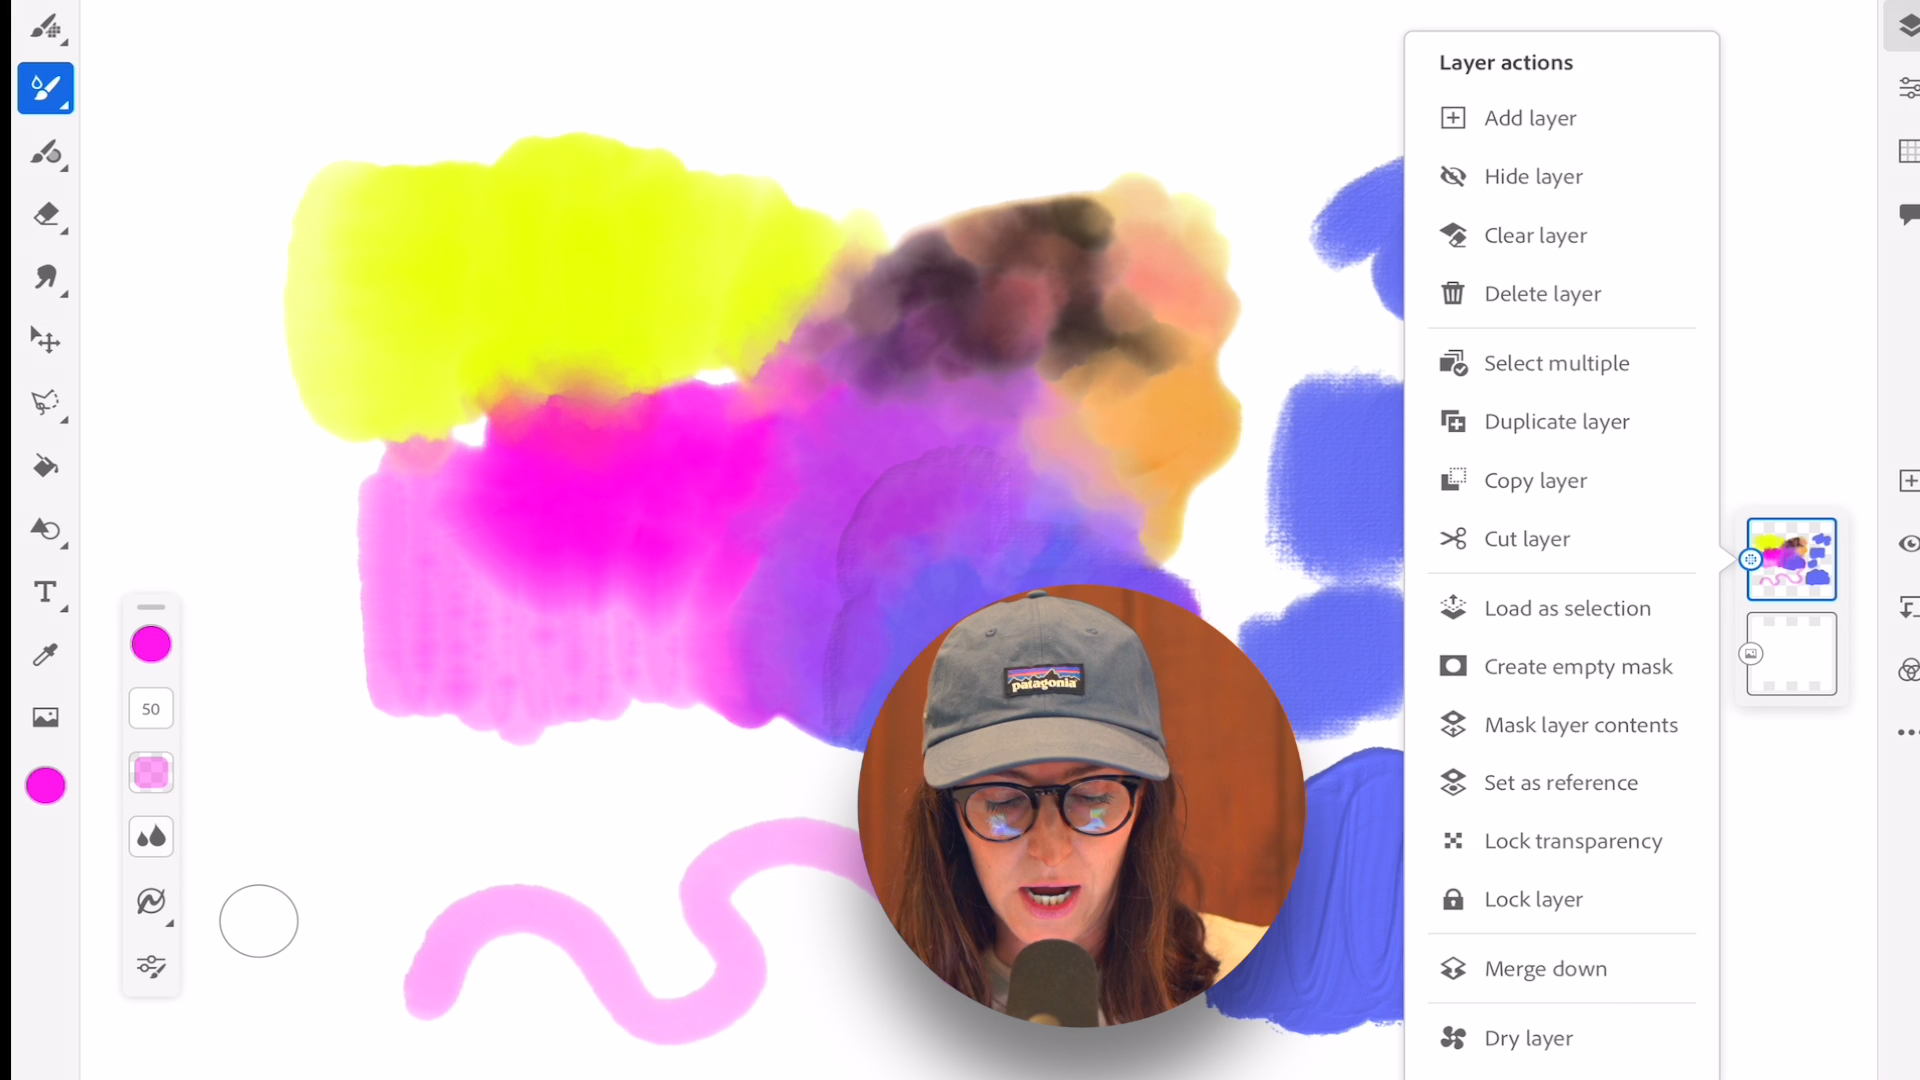 Layer actions
Add layer
Hide layer
Clear layer
Delete layer
Select multiple
Duplicate layer
Copy layer
Cut layer
Load as selection
Create empty mask
Mask layer contents
Set as reference
Lock transparency
Lock layer
Merge down
Dry layer
T
50
patagonia